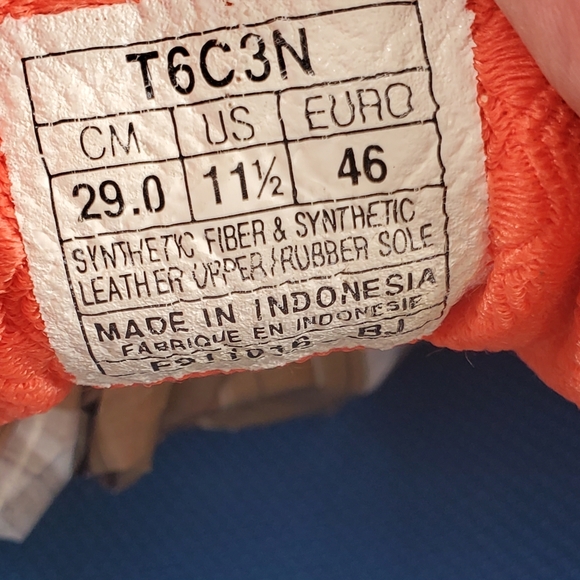 T6C3N
CM US EURO
29.0 11½ 46
SYNTHETIC FIBER & SYNTHETIC
LEATHER UPPER/RUBBER SOLE
MADE IN INDONESIA
FABRIQUE EN INDONESIE
BJ